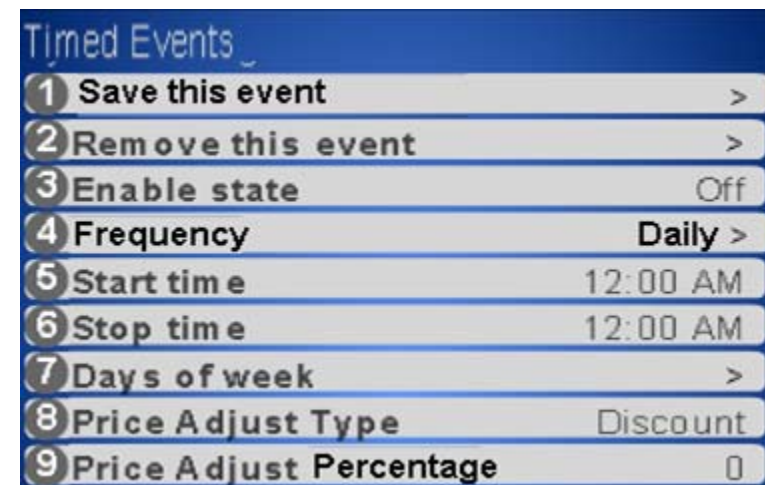 Timed Events
1 Save this event >
2 Remove this event >
3 Enable state Off
4 Frequency Daily >
5 Start time 12:00 AM
6 Stop time 12:00 AM
7 Days of week >
8 Price Adjust Type Discount
9 Price Adjust Percentage 0